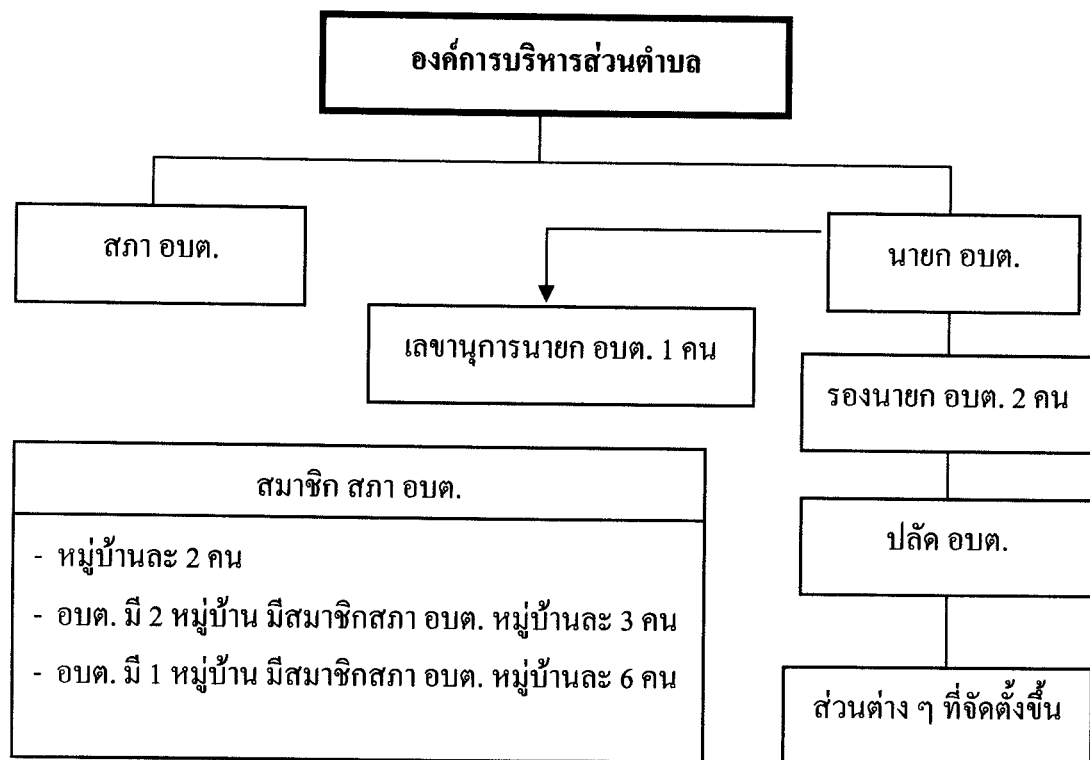 องค์การบริหารส่วนตำบล
สภา อบต.
นายก อบต.
เลขานุการนายก อบต. 1 คน
รองนายก อบต. 2 คน
สมาชิก สภา อบต.
- หมู่บ้านละ 2 คน
- อบต. มี 2 หมู่บ้าน มีสมาชิกสภา อบต. หมู่บ้านละ 3 คน
- อบต. มี 1 หมู่บ้าน มีสมาชิกสภา อบต. หมู่บ้านละ 6 คน
ปลัด อบต.
ส่วนต่าง ๆ ที่จัดตั้งขึ้น